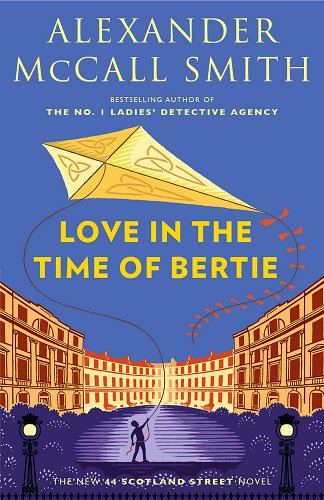 ALEXANDER
McCALL SMITH
BESTSELLING AUTHOR OF
THE NO. 1 LADIES' DETECTIVE AGENCY
LOVE IN THE
TIME OF BERTIE
THE NEW 44 SCOTLAND STREET NOVEL